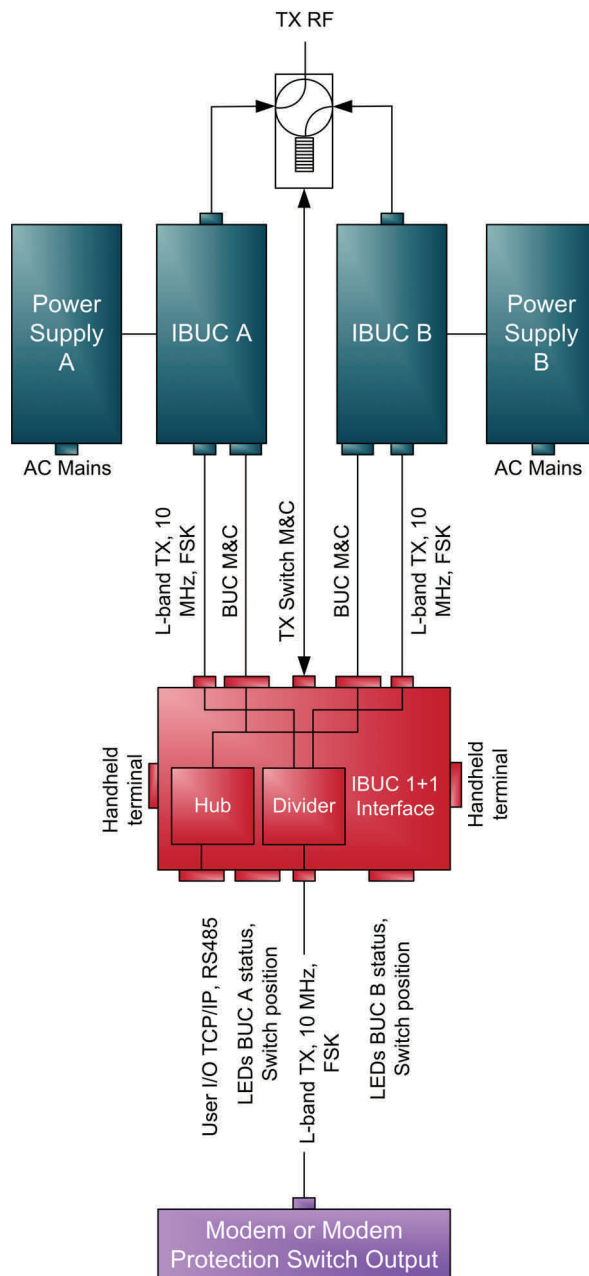 TX RF
Power
Supply
A
IBUC A
IBUC B
Power
Supply
B
AC Mains
AC Mains
L-band TX, 10
MHz, FSK
BUC M&C
TX Switch M&C
BUC M&C
L-band TX, 10
MHz, FSK
Handheld
terminal
Hub
Divider
IBUC 1+1
Interface
Handheld
terminal
User I/O TCP/IP, RS485
LEDs BUC A status,
Switch position
L-band TX, 10 MHz,
FSK
LEDs BUC B status,
Switch position
Modem or Modem
Protection Switch Output